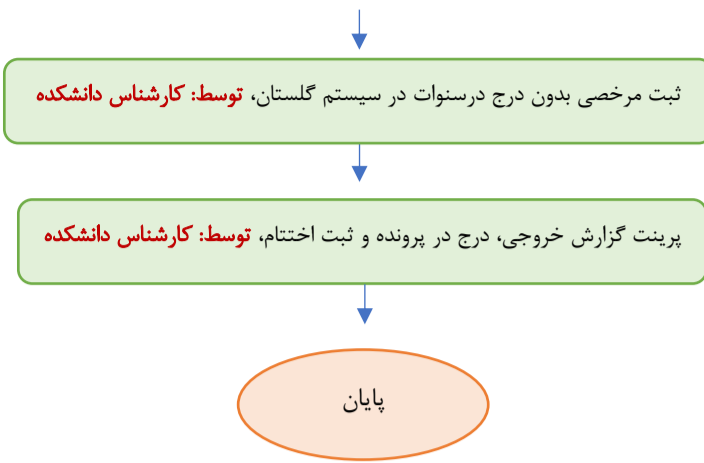 ثبت مرخصی بدون درج درسنوات در سیستم گلستان، توسط: کارشناس دانشکده
پرینت گزارش خروجی، درج در پرونده و ثبت اختتام، توسط: کارشناس دانشکده
پایان